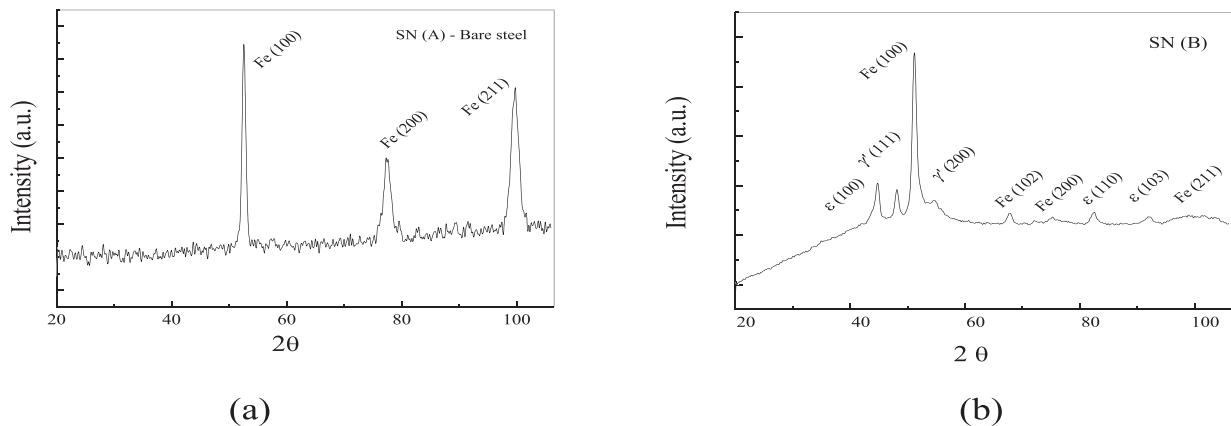 SN (A) - Bare steel
Fe (100)
Fe (200)
Fe (211)
Intensity (a.u.)
20 40 60 80 100
2θ
(a)
SN (B)
ε (100)
γ' (111)
Fe (100)
γ' (200)
Fe (102)
Fe (200)
ε (110)
ε (103)
Fe (211)
Intensity (a.u.)
20 40 60 80 100
2 θ
(b)